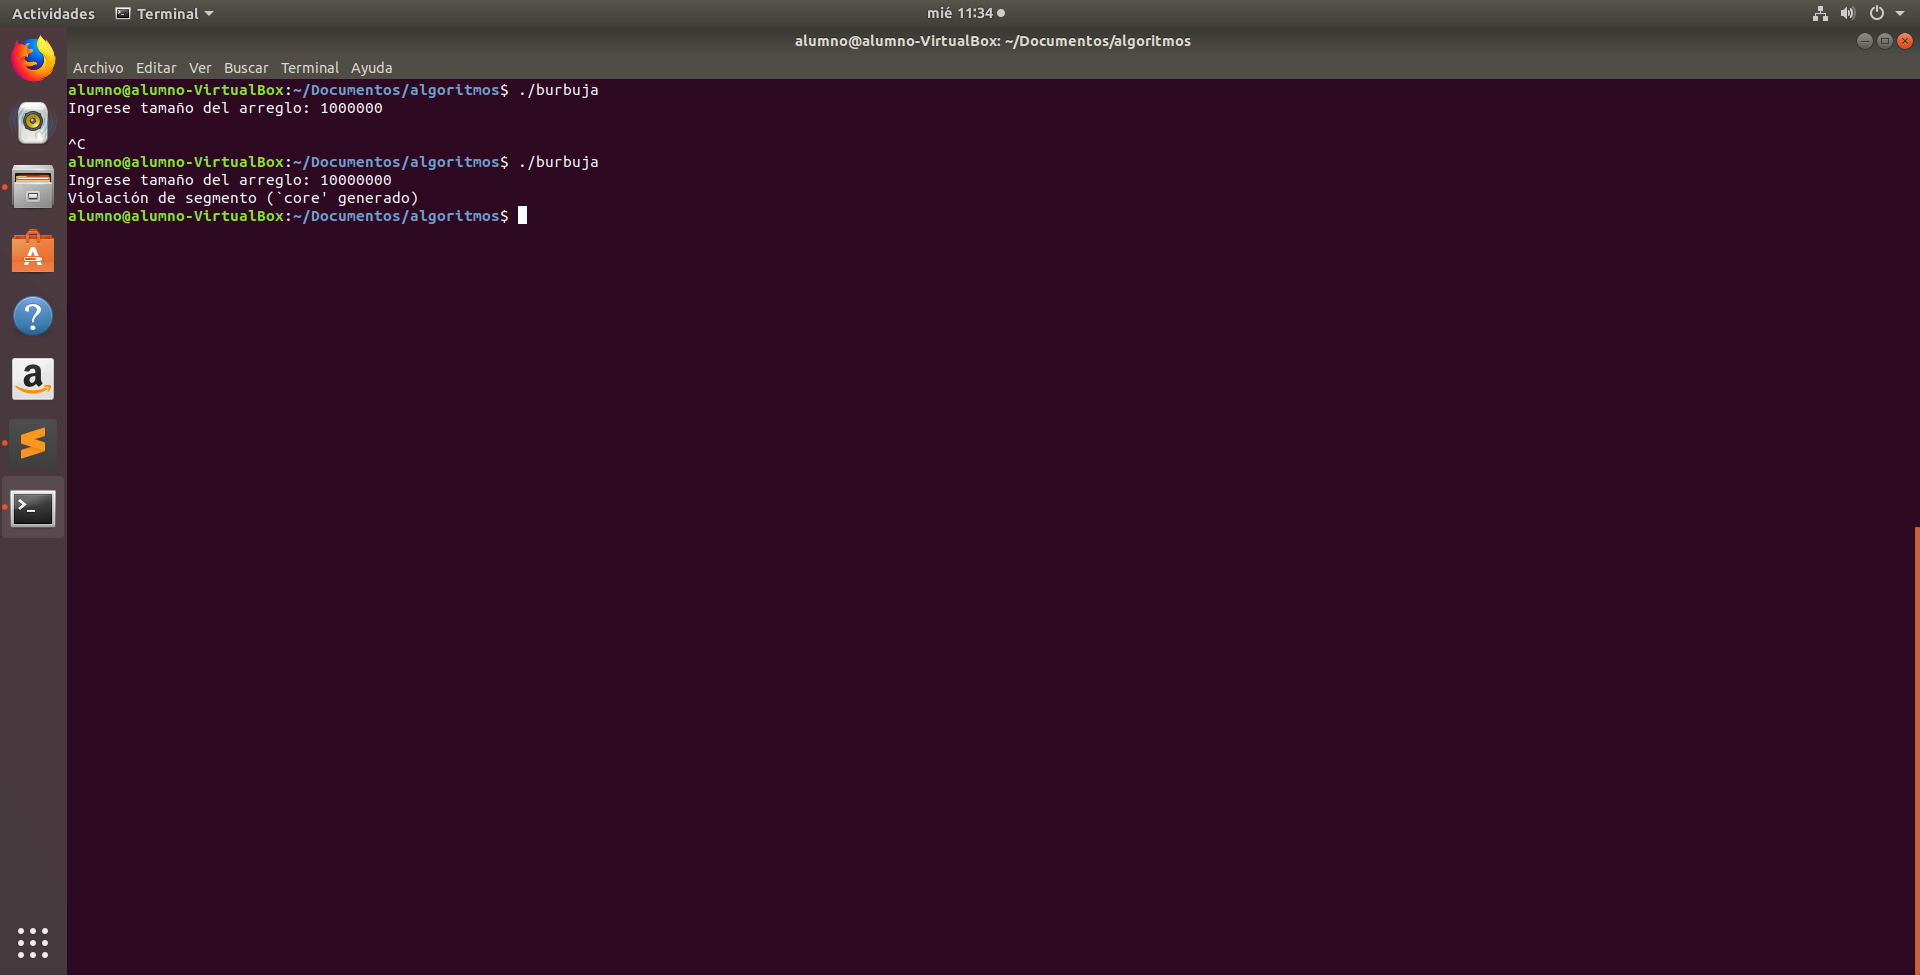 Actividades Terminal mié 11:34
alumno@alumno-VirtualBox: ~/Documentos/algoritmos
Archivo Editar Ver Buscar Terminal Ayuda
alumno@alumno-VirtualBox:~/Documentos/algoritmos$ ./burbuja
Ingrese tamaño del arreglo: 1000000
^C
alumno@alumno-VirtualBox:~/Documentos/algoritmos$ ./burbuja
Ingrese tamaño del arreglo: 10000000
Violación de segmento (`core' generado)
alumno@alumno-VirtualBox:~/Documentos/algoritmos$